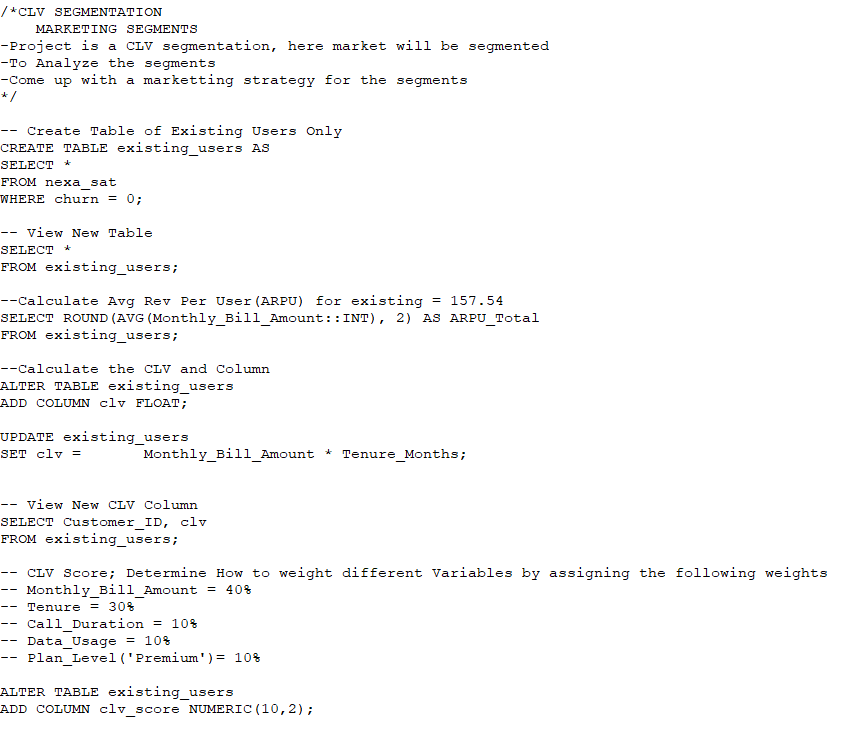 /*CLV SEGMENTATION
MARKETING SEGMENTS
-Project is a CLV segmentation, here market will be segmented
-To Analyze the segments
-Come up with a marketting strategy for the segments
*/
-- Create Table of Existing Users Only
CREATE TABLE existing_users AS
SELECT *
FROM nexa_sat
WHERE churn = 0;
-- View New Table
SELECT *
FROM existing_users;
--Calculate Avg Rev Per User(ARPU) for existing = 157.54
SELECT ROUND(AVG(Monthly_Bill_Amount::INT), 2) AS ARPU_Total
FROM existing_users;
--Calculate the CLV and Column
ALTER TABLE existing_users
ADD COLUMN clv FLOAT;
UPDATE existing_users
SET clv =       Monthly_Bill_Amount * Tenure_Months;
-- View New CLV Column
SELECT Customer_ID, clv
FROM existing_users;
-- CLV Score; Determine How to weight different Variables by assigning the following weights
-- Monthly_Bill_Amount = 40%
-- Tenure = 30%
-- Call_Duration = 10%
-- Data_Usage = 10%
-- Plan_Level('Premium')= 10%
ALTER TABLE existing_users
ADD COLUMN clv_score NUMERIC(10,2);